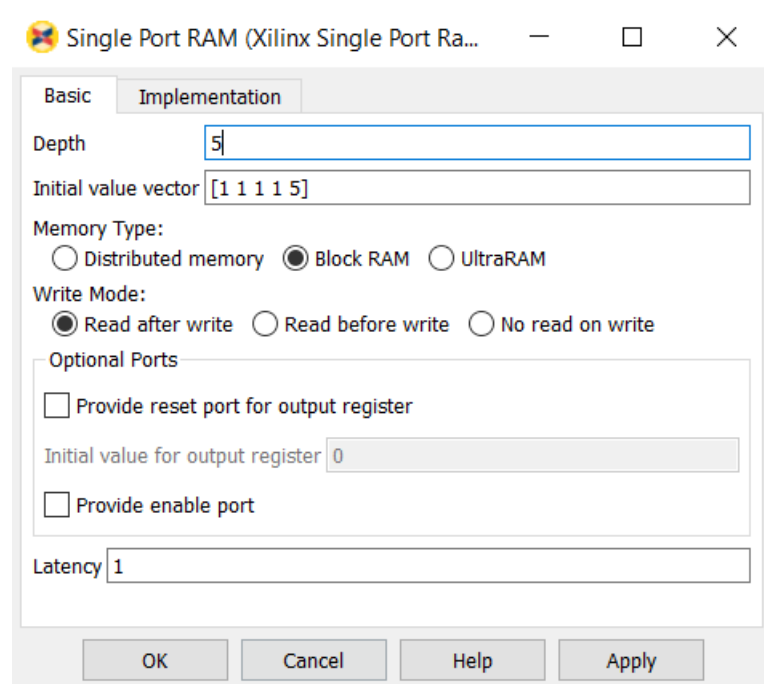 Single Port RAM (Xilinx Single Port Ra...
Basic Implementation
Depth 5
Initial value vector [1 1 1 1 5]
Memory Type:
Distributed memory Block RAM UltraRAM
Write Mode:
Read after write Read before write No read on write
Optional Ports
Provide reset port for output register
Initial value for output register 0
Provide enable port
Latency 1
OK Cancel Help Apply